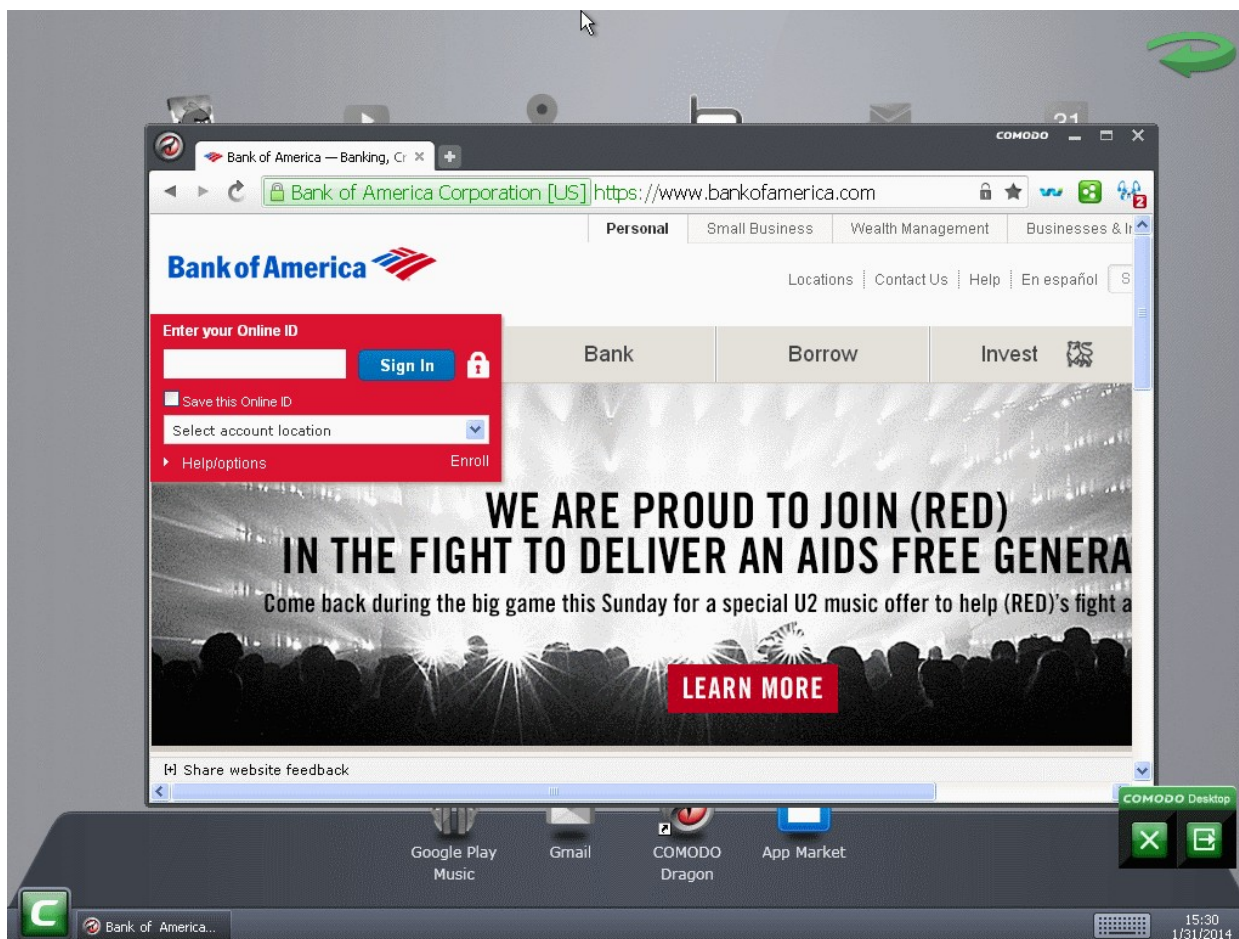 31
COMODO
Bank of America — Banking, Cr
Bank of America Corporation [US] https://www.bankofamerica.com
2
Personal Small Business Wealth Management Businesses & In
Bank of America
Locations Contact Us Help En español S
Enter your Online ID
Sign In
Bank Borrow Invest
Save this Online ID
Select account location
Help/options Enroll
WE ARE PROUD TO JOIN (RED)
IN THE FIGHT TO DELIVER AN AIDS FREE GENERA
Come back during the big game this Sunday for a special U2 music offer to help (RED)'s fight a
LEARN MORE
[+] Share website feedback
COMODO Desktop
Google Play Music
Gmail
COMODO Dragon
App Market
C
Bank of America...
15:30
1/31/2014